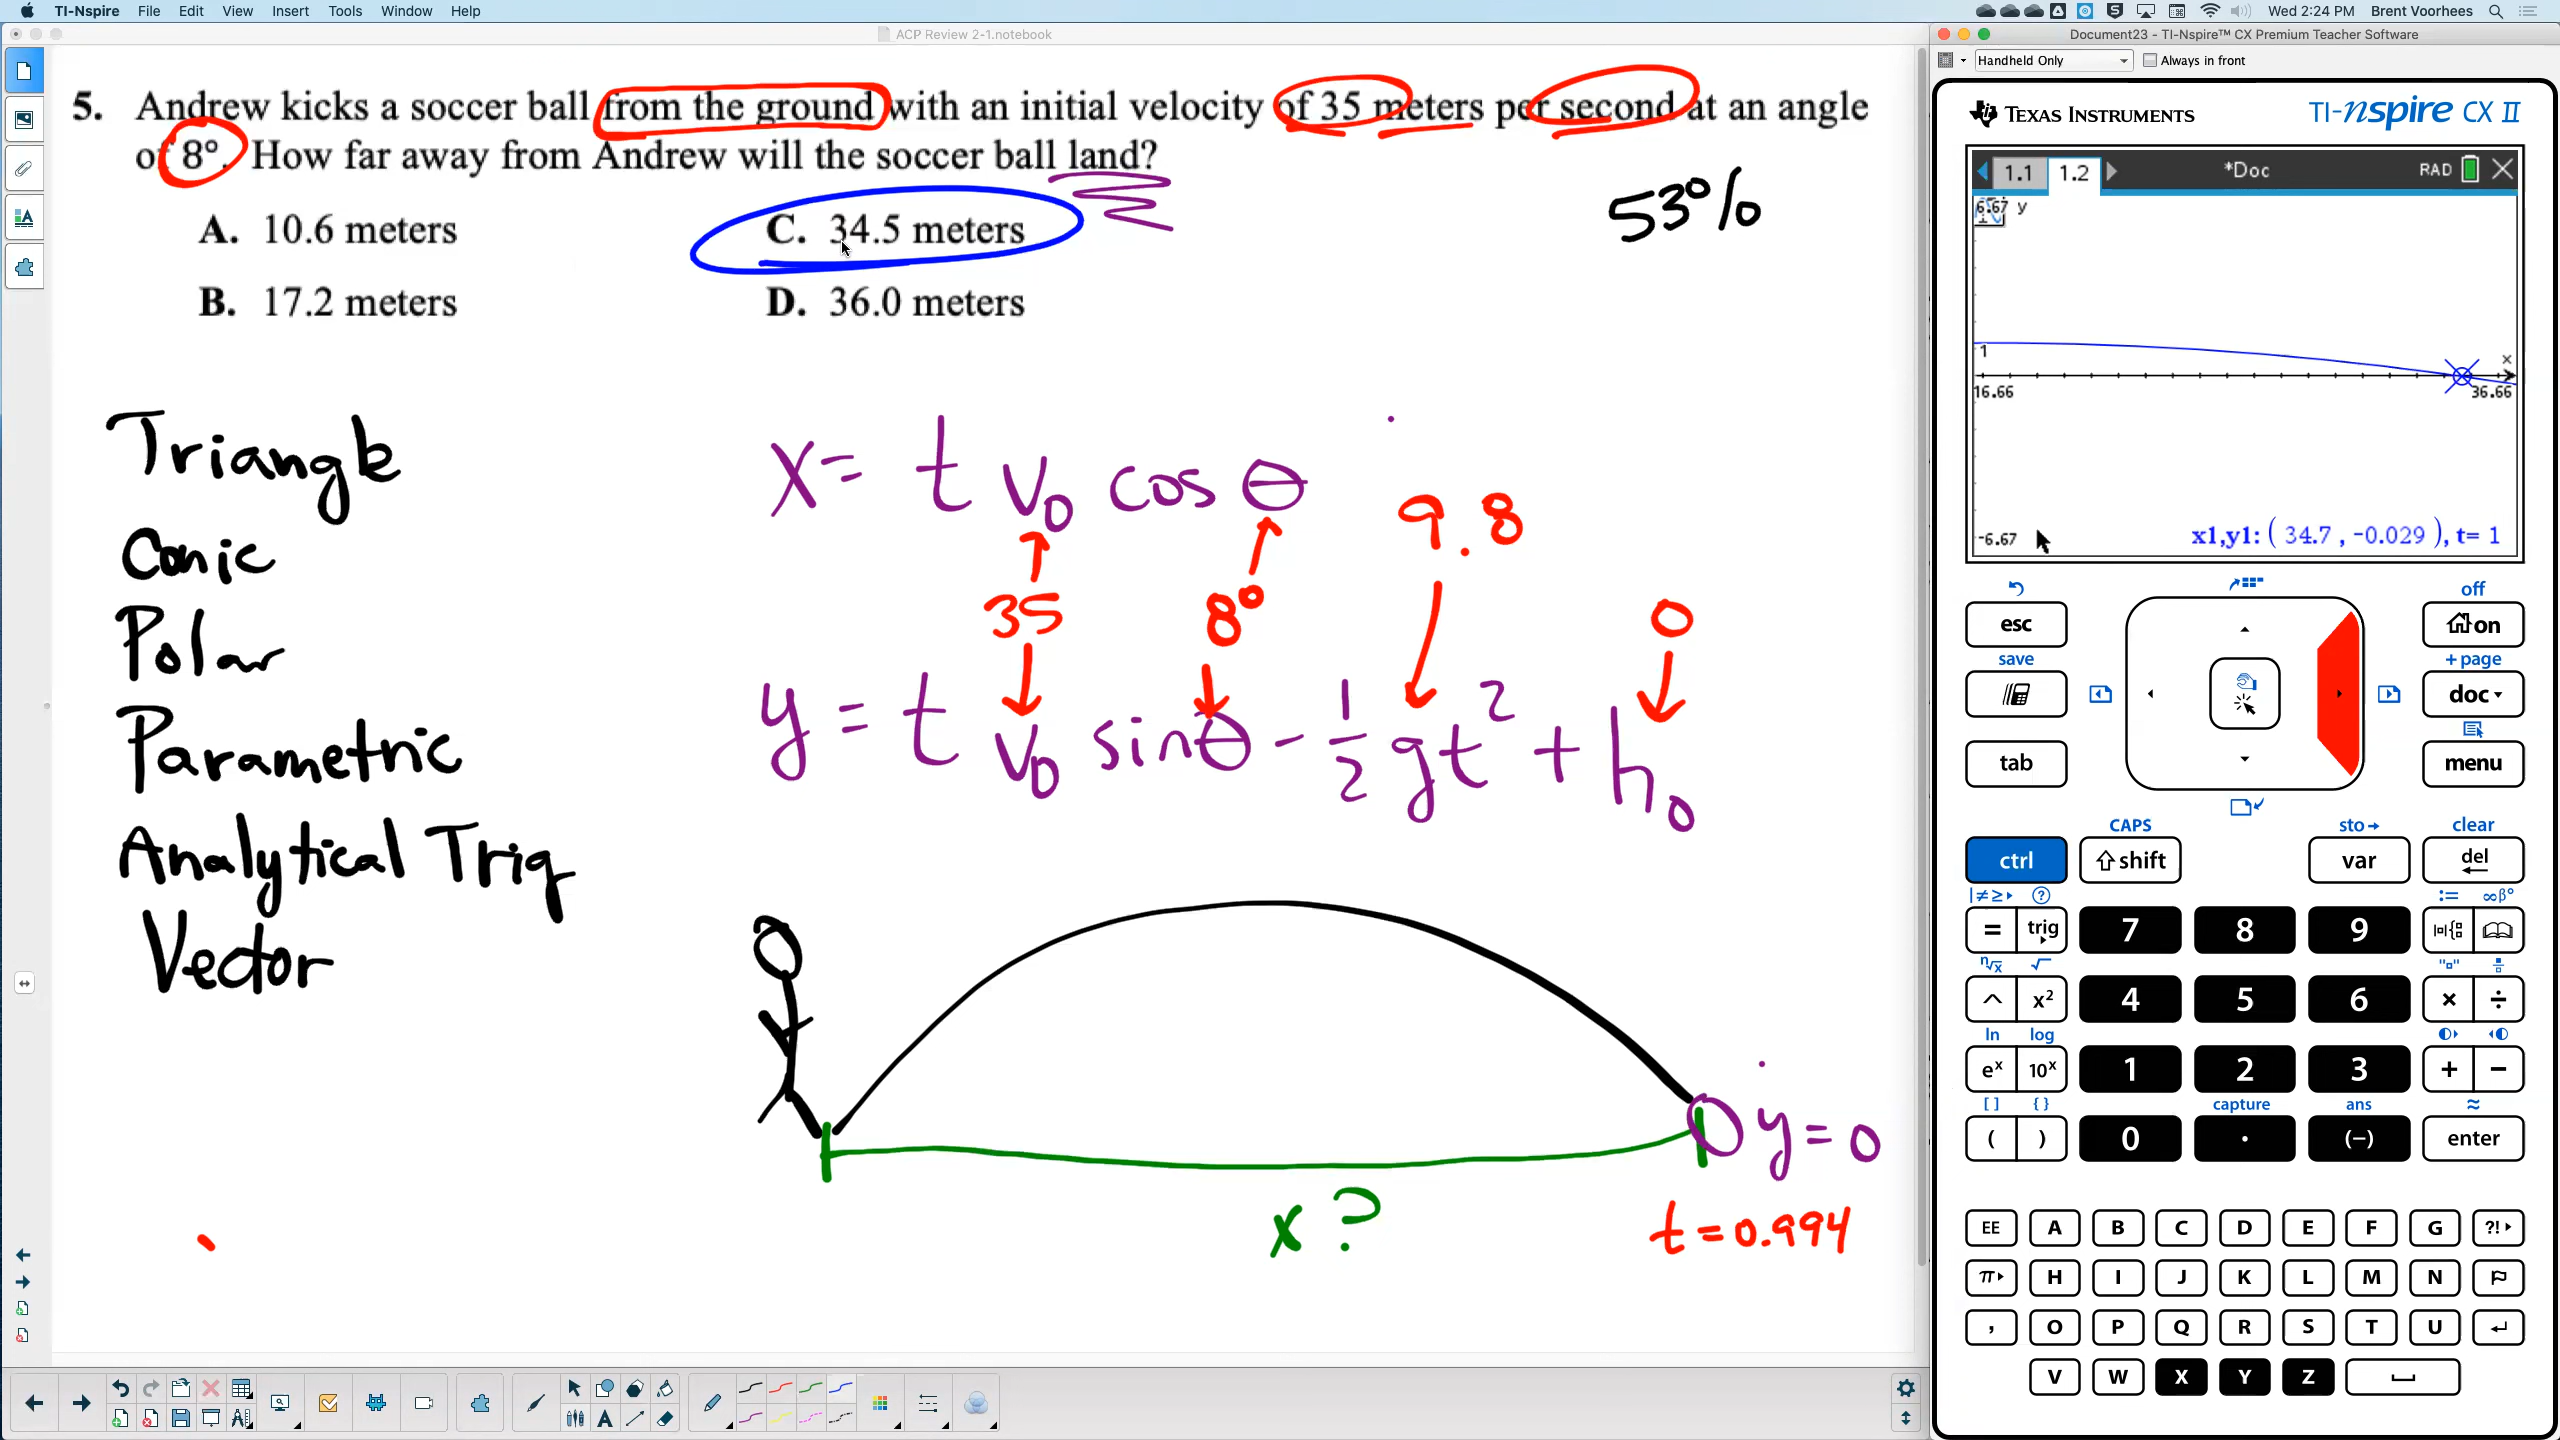 TI-Nspire File Edit View Insert Tools Window Help Wed 2:24 PM Brent Voorhees
ACP Review 2-1.notebook
5. Andrew kicks a soccer ball from the ground with an initial velocity of 35 meters per second at an angle
of 8°. How far away from Andrew will the soccer ball land?
53%
A. 10.6 meters
C. 34.5 meters
B. 17.2 meters
D. 36.0 meters
Triangle
Conic
Polar
Parametric
Analytical Trig
Vector
x = t v₀ cos θ
9.8
35
8°
0
y = t v₀ sinθ - 1/2 gt² + h₀
y = 0
x ?
t = 0.994
Document23 - TI-Nspire™ CX Premium Teacher Software
Handheld Only Always in front
TEXAS INSTRUMENTS TI-nspire CX II
1.1 1.2 *Doc RAD
6.67 y
1
x
16.66 36.66
-6.67 x1,y1: ( 34.7 , -0.029 ), t= 1
off
esc on
save + page
doc
tab menu
CAPS sto→ clear
ctrl shift var del
|≠≥▸ ? := ∞β°
= trig 7 8 9 |□|{
ⁿ√x √ "▫"
^ x² 4 5 6 × ÷
ln log
eˣ 10ˣ 1 2 3 + −
[ ] { } capture ans ≈
( ) 0 . (−) enter
EE A B C D E F G ?!▸
π▸ H I J K L M N
, O P Q R S T U
V W X Y Z